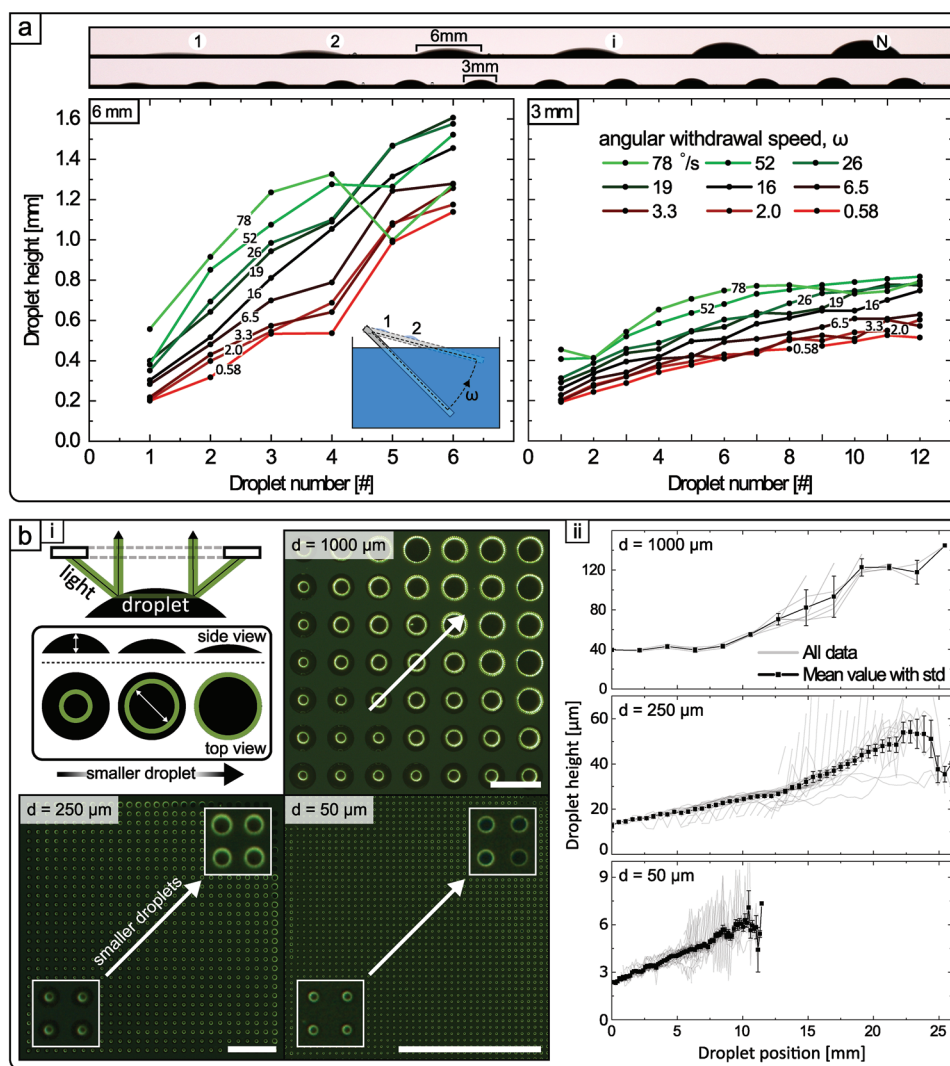 a
1 2 6mm i N
3mm
6 mm
Droplet height [mm]
1.6
1.4
1.2
1.0
0.8
0.6
0.4
0.2
0.0
78
52
26
19
16
6.5
3.3
2.0
0.58
1 2
ω
0 1 2 3 4 5 6
Droplet number [#]
3 mm
angular withdrawal speed, ω
78 °/s 52 26
19 16 6.5
3.3 2.0 0.58
78
52
26
19
16
6.5
3.3
2.0
0.58
0 2 4 6 8 10 12
Droplet number [#]
b
i
light
droplet
side view
top view
smaller droplet
d = 1000 µm
d = 250 µm
smaller droplets
d = 50 µm
ii
d = 1000 µm
120
80
40
0
All data
Mean value with std
d = 250 µm
Droplet height [µm]
60
40
20
0
d = 50 µm
9
6
3
0
0 5 10 15 20 25
Droplet position [mm]